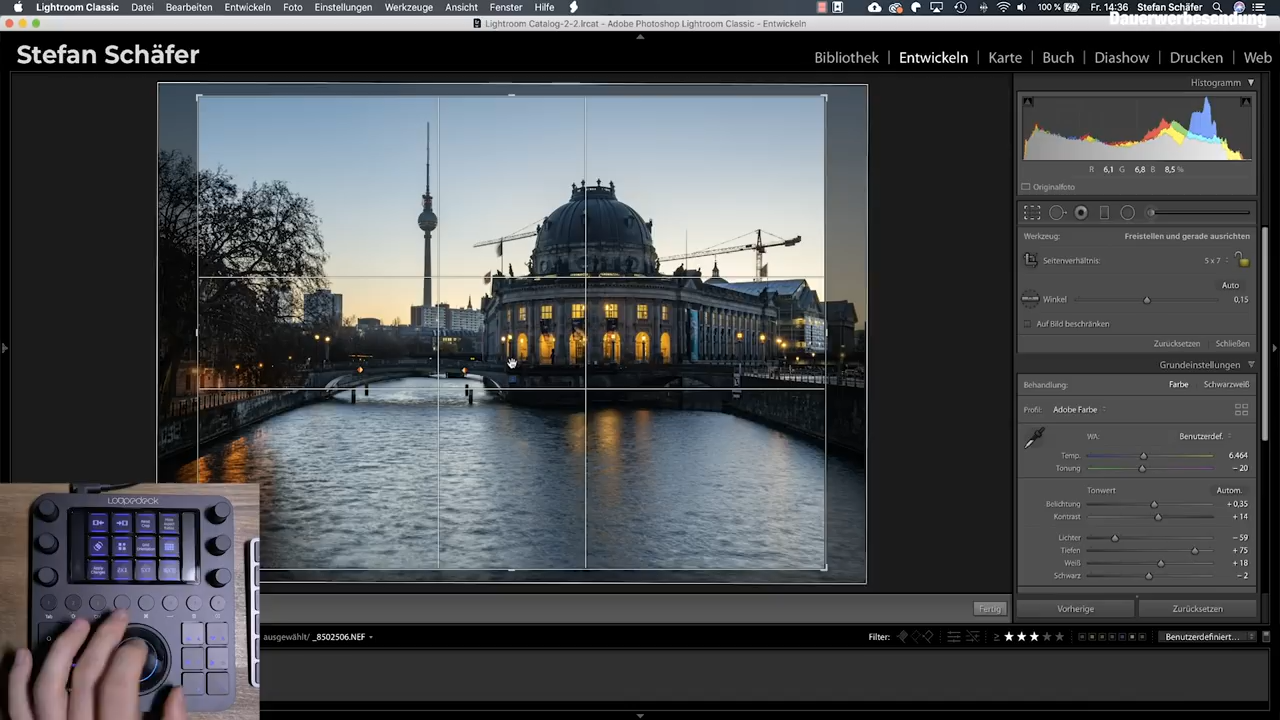 Lightroom Classic Datei Bearbeiten Entwickeln Foto Einstellungen Werkzeuge Ansicht Fenster Hilfe 100 % Fr. 14:36 Stefan Schäfer
Dauerwerbesendung
Lightroom Catalog-2-2.lrcat - Adobe Photoshop Lightroom Classic - Entwickeln
Stefan Schäfer
Bibliothek | Entwickeln | Karte | Buch | Diashow | Drucken | Web
Histogramm
R 6,1 G 6,8 B 8,5 %
Originalfoto
Werkzeug: Freistellen und gerade ausrichten
Seitenverhältnis: 5 x 7
Auto
Winkel 0,15
Auf Bild beschränken
Zurücksetzen Schließen
Grundeinstellungen
Behandlung: Farbe Schwarzweiß
Profil: Adobe Farbe
WA: Benutzerdef.
Temp. 6.464
Tonung − 20
Tonwert Autom.
Belichtung + 0,35
Kontrast + 14
Lichter − 59
Tiefen + 75
Weiß + 18
Schwarz − 2
Fertig
Vorherige Zurücksetzen
ausgewählt/ _8502506.NEF
Filter:
Benutzerdefiniert...
loupedeck